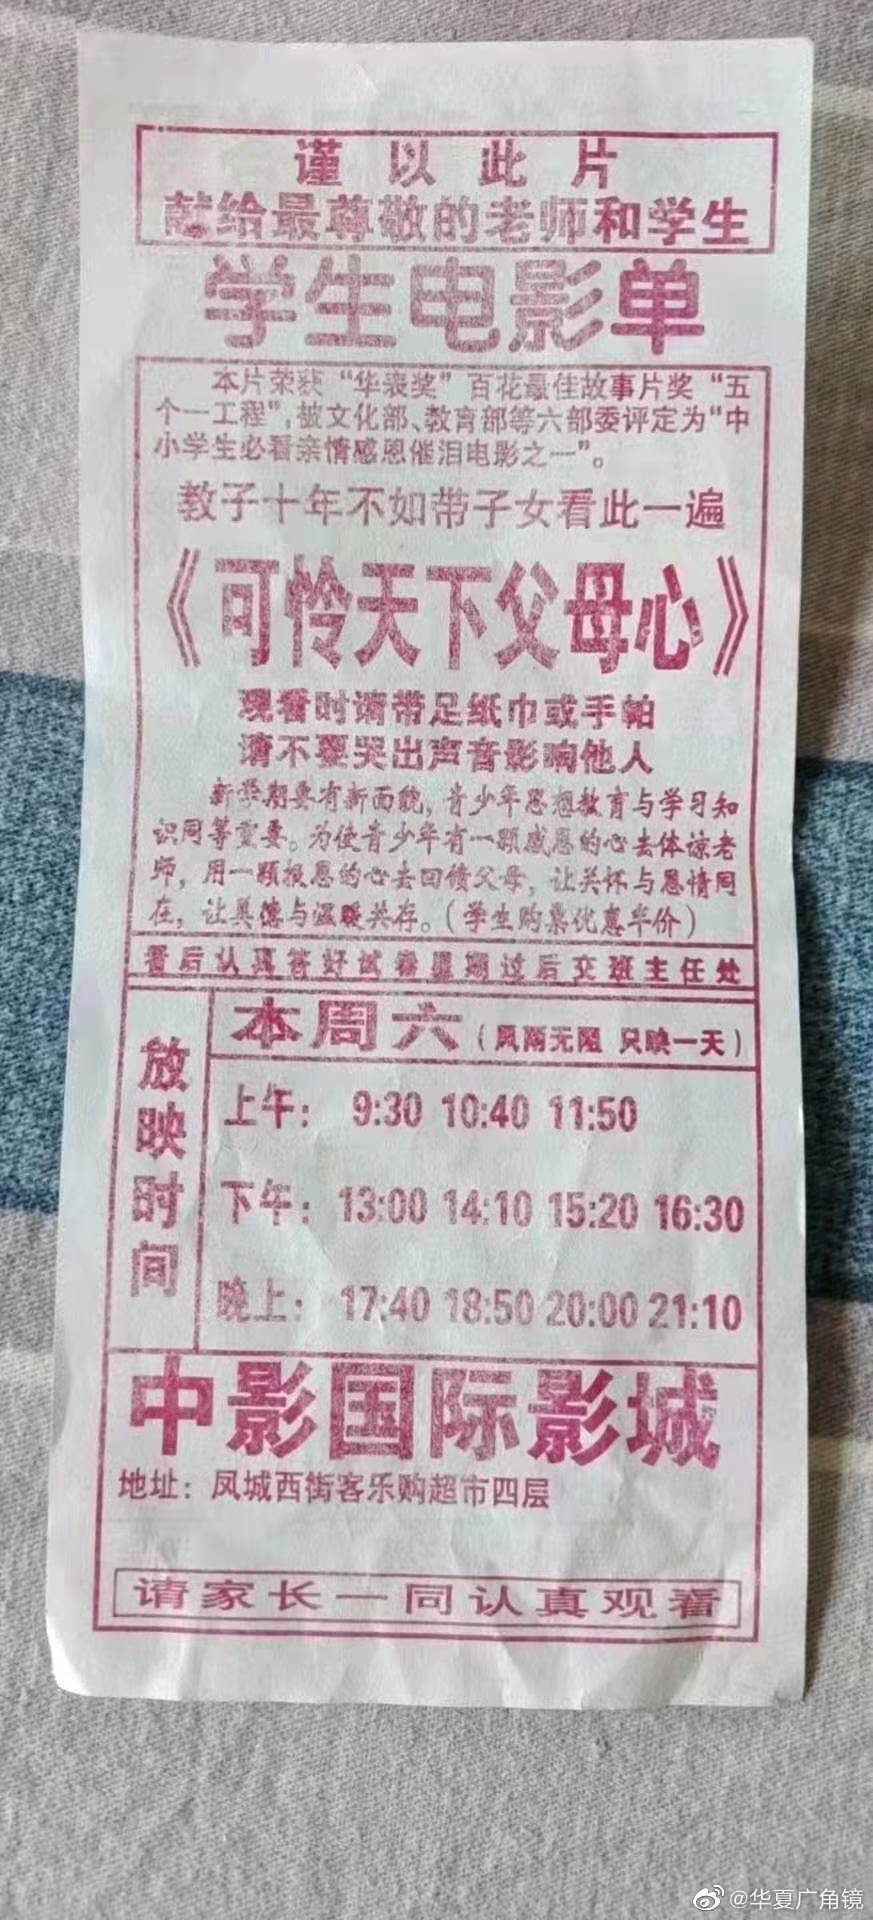 谨以此片
献给最尊敬的老师和学生
学生电影单
本片荣获“华表奖”百花最佳故事片奖“五
个一工程”,被文化部、教育部等六部委评定为“中
小学生必看亲情感恩催泪电影之一”。
教子十年不如带子女看此一遍
《可怜天下父母心》
观看时请带足纸巾或手帕
请不要哭出声音影响他人
新学期要有新面貌,青少年思想教育与学习知
识同等重要。为使青少年有一颗感恩的心去体谅老
师,用一颗报恩的心去回馈父母,让关怀与恩情同
在,让美德与温暖共存。(学生购票优惠半价)
看后认真答好试卷星期过后交班主任处
放映时间
本周六(风雨无阻 只映一天)
上午: 9:30 10:40 11:50
下午: 13:00 14:10 15:20 16:30
晚上: 17:40 18:50 20:00 21:10
中影国际影城
地址: 凤城西街客乐购超市四层
请家长一同认真观看
@华夏广角镜